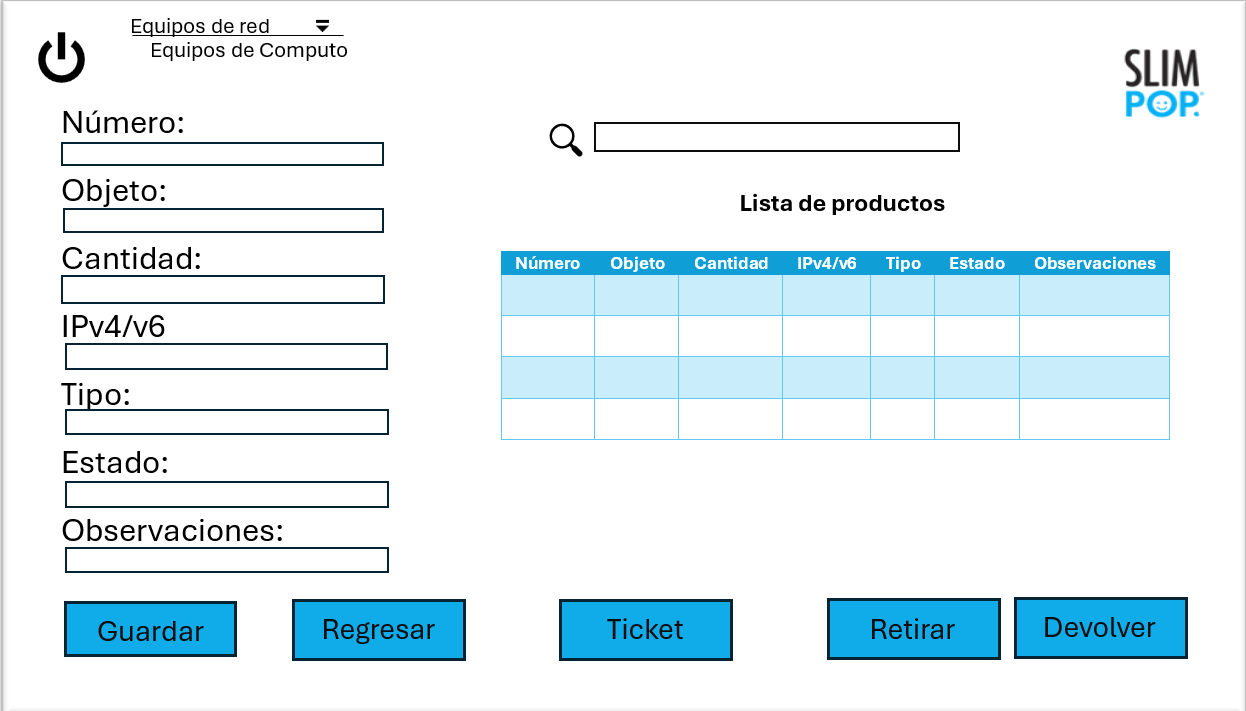 Equipos de red
Equipos de Computo
SLIM
POP.
Número:
Objeto:
Cantidad:
IPv4/v6
Tipo:
Estado:
Observaciones:
Lista de productos
Número Objeto Cantidad IPv4/v6 Tipo Estado Observaciones
Guardar Regresar Ticket Retirar Devolver